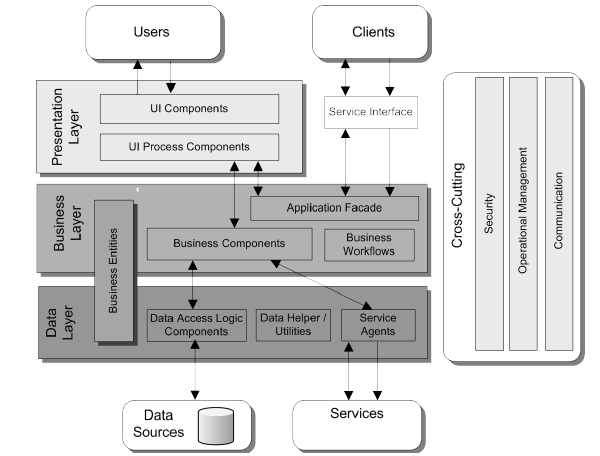 Users
Clients
Presentation
Layer
UI Components
UI Process Components
Service Interface
Business
Layer
Business Entities
Application Facade
Business Components
Business
Workflows
Data
Layer
Data Access Logic
Components
Data Helper /
Utilities
Service
Agents
Data
Sources
Services
Cross-Cutting
Security
Operational Management
Communication